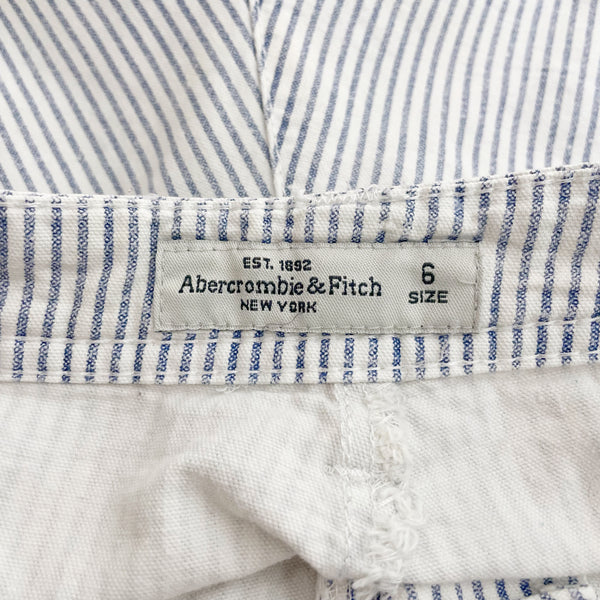 EST. 1892
Abercrombie & Fitch
NEW YORK
6
SIZE